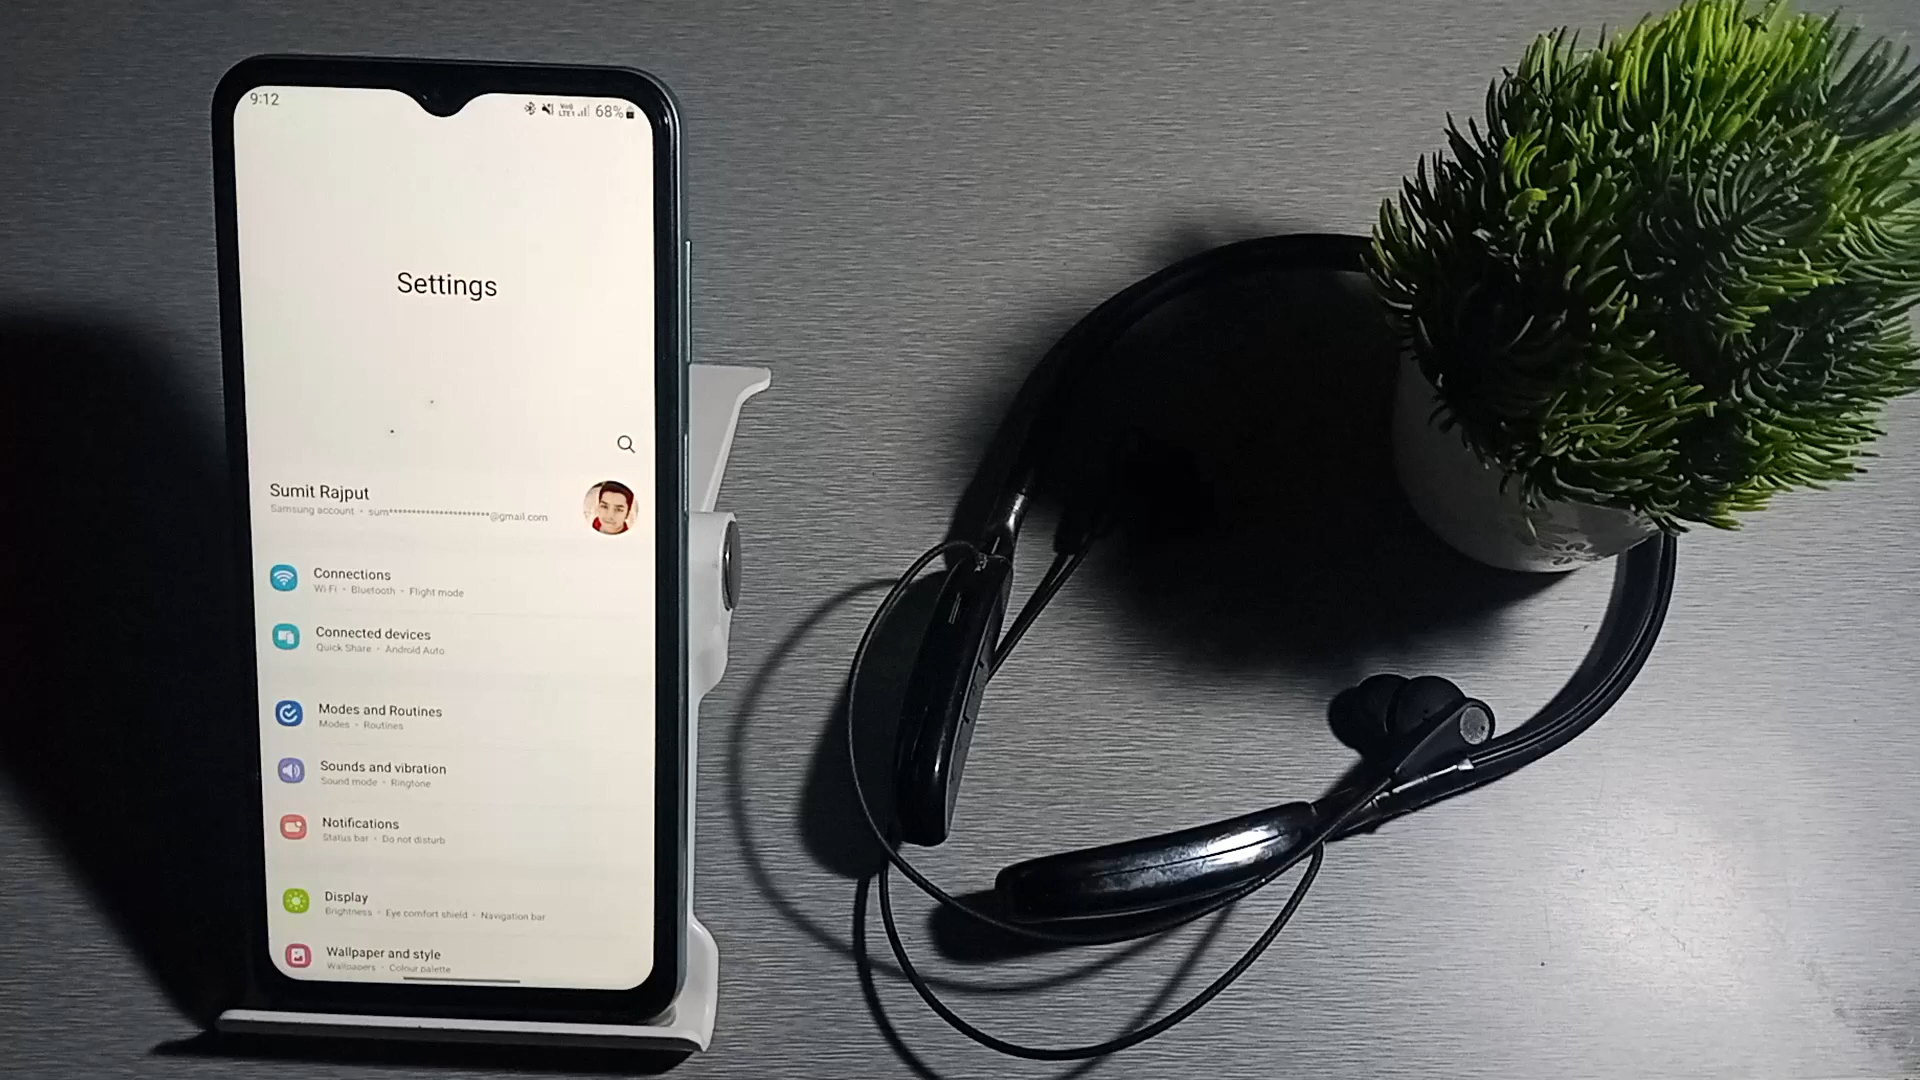 9:12
68%
Settings
Sumit Rajput
Samsung account • sum**********************@gmail.com
Connections
Wi-Fi • Bluetooth • Flight mode
Connected devices
Quick Share • Android Auto
Modes and Routines
Modes • Routines
Sounds and vibration
Sound mode • Ringtone
Notifications
Status bar • Do not disturb
Display
Brightness • Eye comfort shield • Navigation bar
Wallpaper and style
Wallpapers • Colour palette